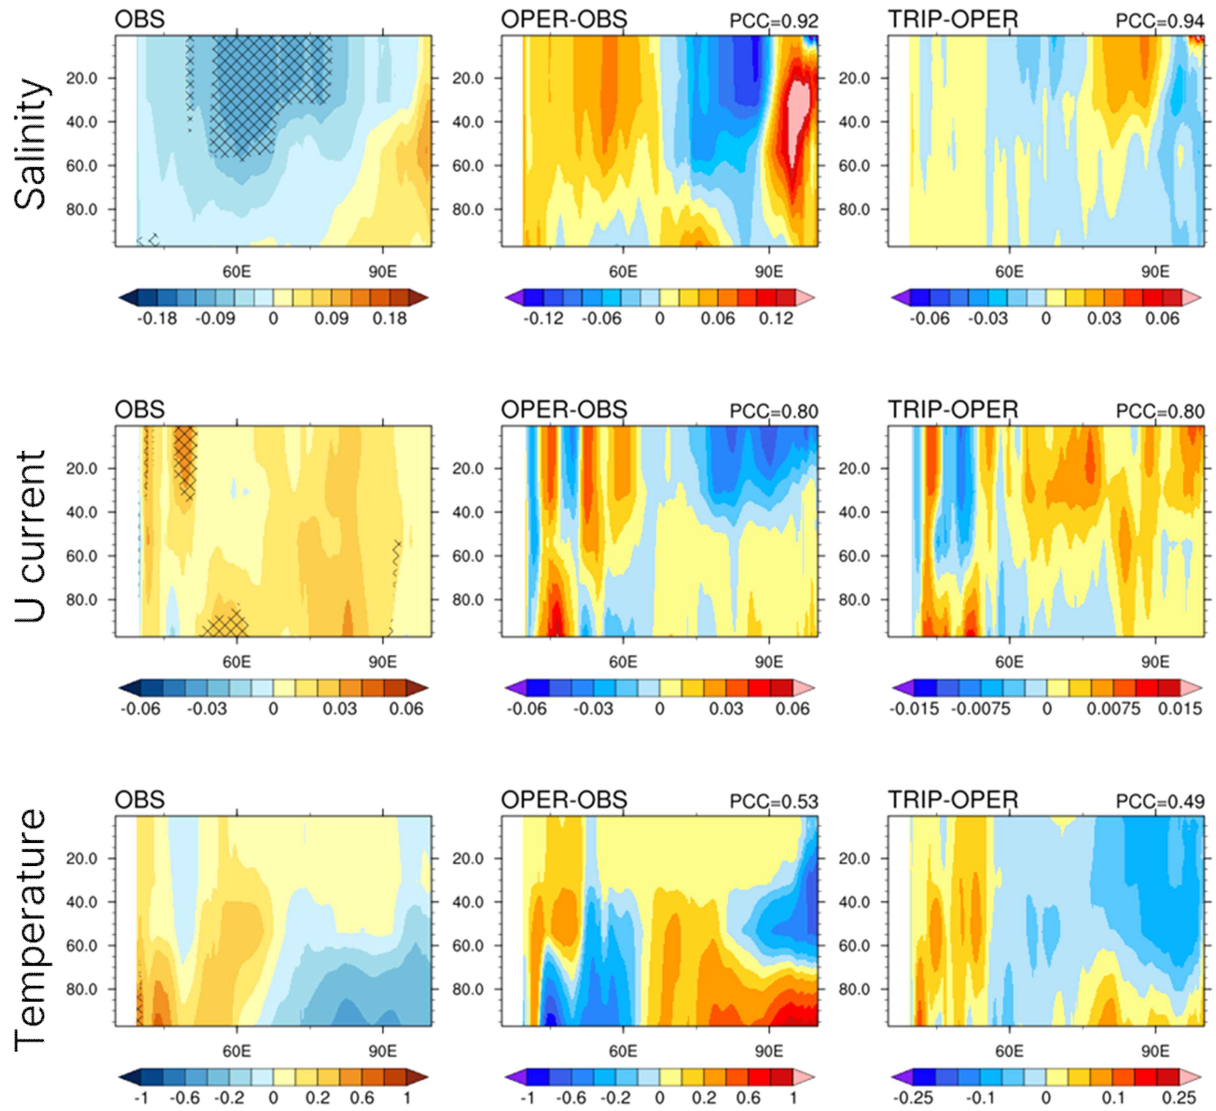 OBS OPER-OBS PCC=0.92 TRIP-OPER PCC=0.94
Salinity
20.0 20.0 20.0
40.0 40.0 40.0
60.0 60.0 60.0
80.0 80.0 80.0
60E 90E 60E 90E 60E 90E
-0.18 -0.09 0 0.09 0.18 -0.12 -0.06 0 0.06 0.12 -0.06 -0.03 0 0.03 0.06
OBS OPER-OBS PCC=0.80 TRIP-OPER PCC=0.80
U current
20.0 20.0 20.0
40.0 40.0 40.0
60.0 60.0 60.0
80.0 80.0 80.0
60E 90E 60E 90E 60E 90E
-0.06 -0.03 0 0.03 0.06 -0.06 -0.03 0 0.03 0.06 -0.015 -0.0075 0 0.0075 0.015
OBS OPER-OBS PCC=0.53 TRIP-OPER PCC=0.49
Temperature
20.0 20.0 20.0
40.0 40.0 40.0
60.0 60.0 60.0
80.0 80.0 80.0
60E 90E 60E 90E 60E 90E
-1 -0.6 -0.2 0 0.2 0.6 1 -1 -0.6 -0.2 0 0.2 0.6 1 -0.25 -0.1 0 0.1 0.25